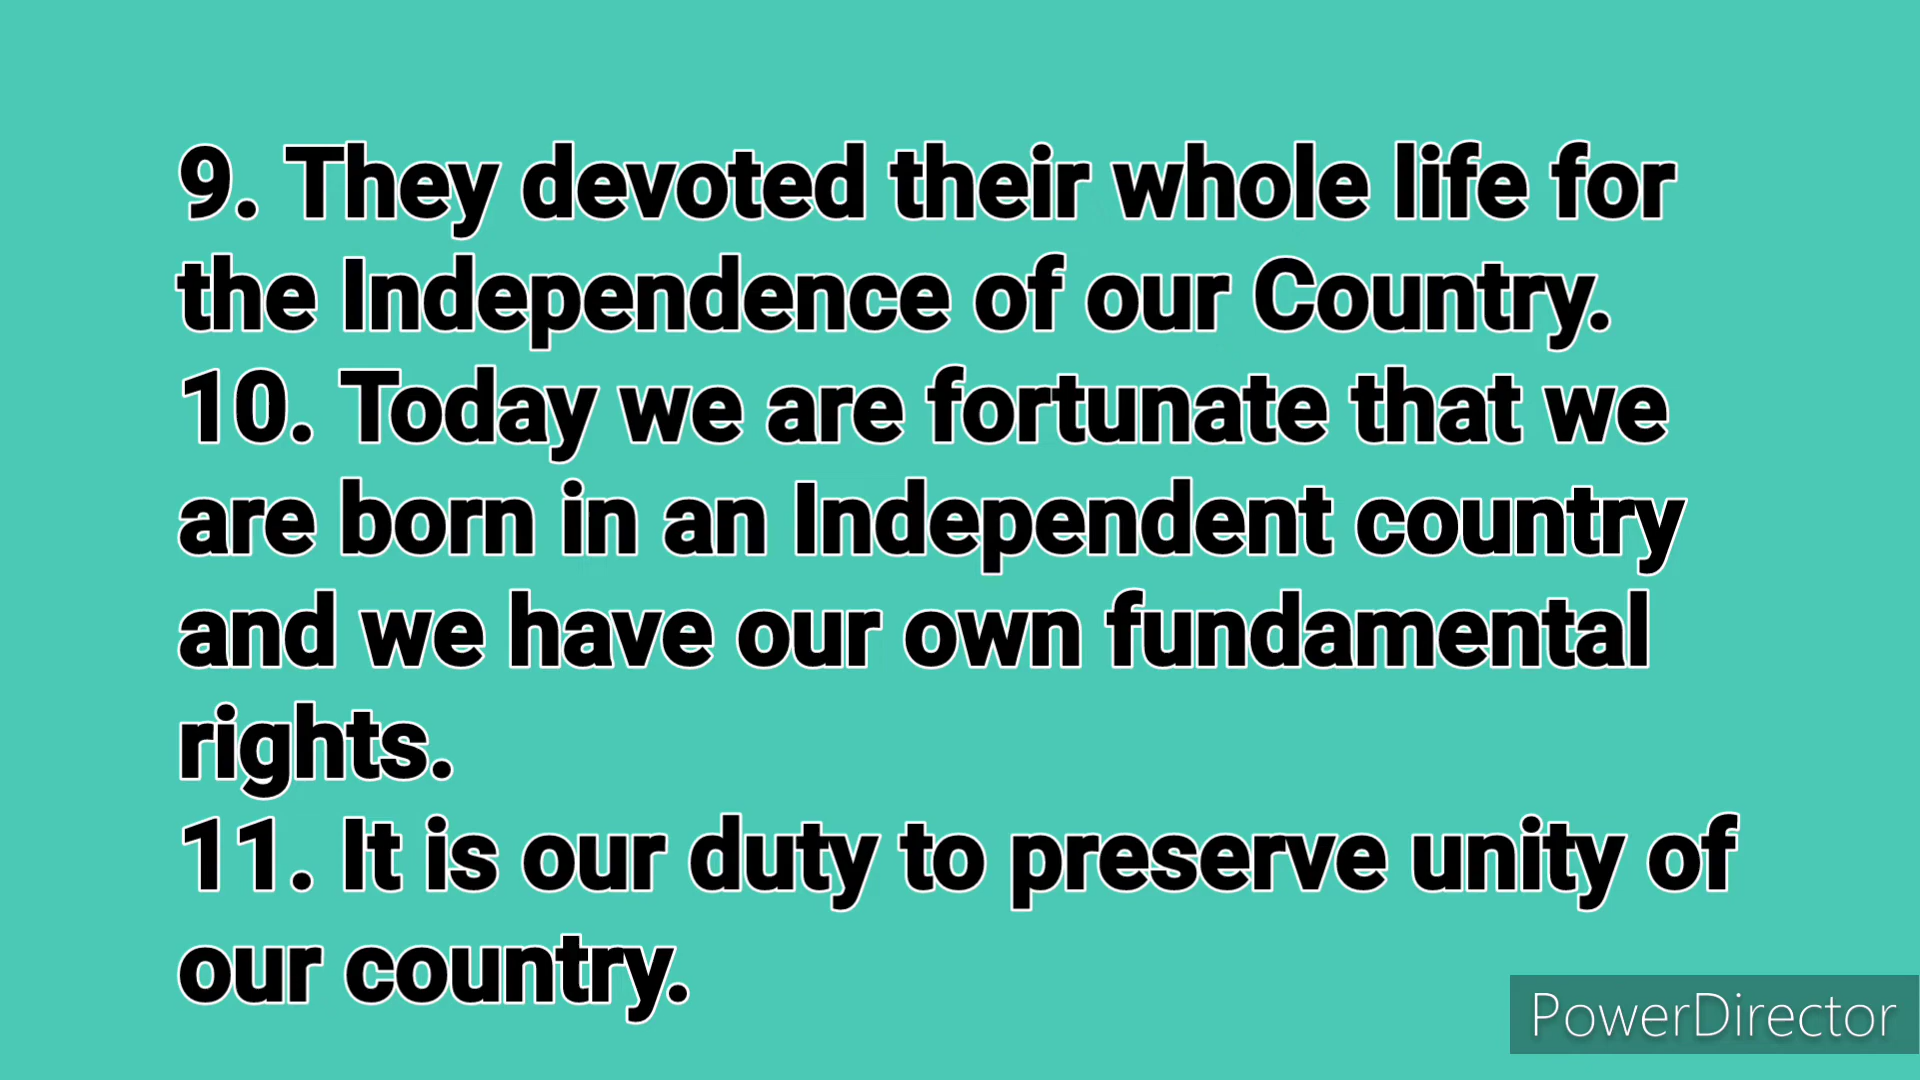 9. They devoted their whole life for
the Independence of our Country.
10. Today we are fortunate that we
are born in an Independent country
and we have our own fundamental
rights.
11. It is our duty to preserve unity of
our country.
PowerDirector